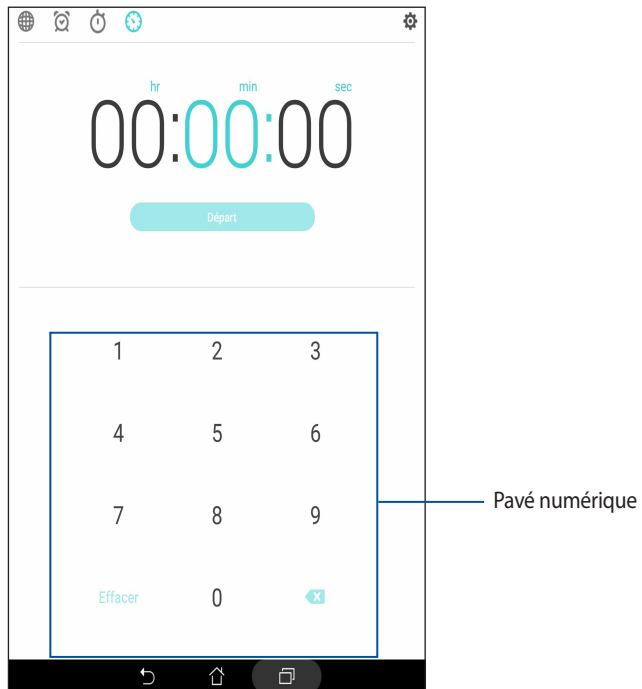 hr min sec
00:00:00
Départ
1 2 3
4 5 6
7 8 9
Pavé numérique
Effacer 0